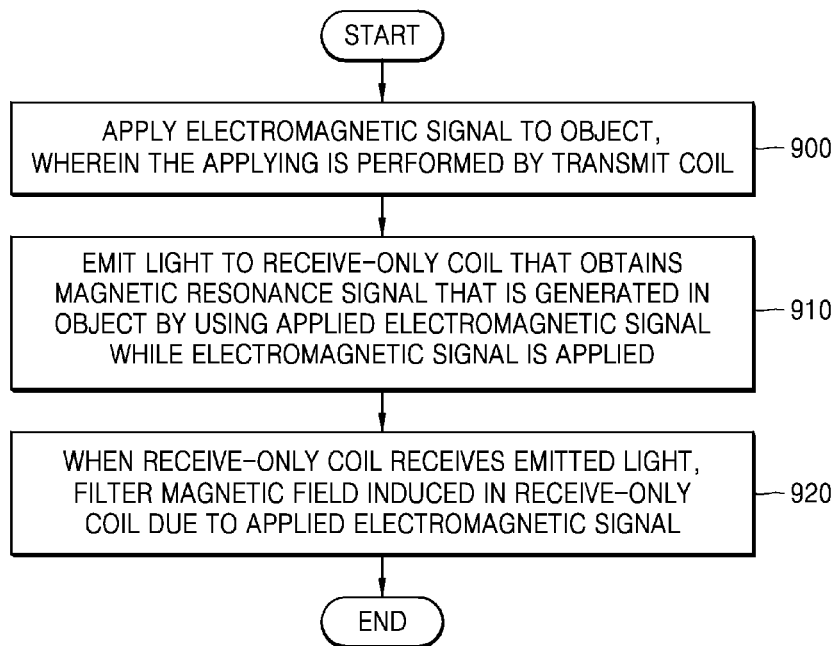 START
APPLY ELECTROMAGNETIC SIGNAL TO OBJECT,
WHEREIN THE APPLYING IS PERFORMED BY TRANSMIT COIL
900
EMIT LIGHT TO RECEIVE-ONLY COIL THAT OBTAINS
MAGNETIC RESONANCE SIGNAL THAT IS GENERATED IN
OBJECT BY USING APPLIED ELECTROMAGNETIC SIGNAL
WHILE ELECTROMAGNETIC SIGNAL IS APPLIED
910
WHEN RECEIVE-ONLY COIL RECEIVES EMITTED LIGHT,
FILTER MAGNETIC FIELD INDUCED IN RECEIVE-ONLY
COIL DUE TO APPLIED ELECTROMAGNETIC SIGNAL
920
END